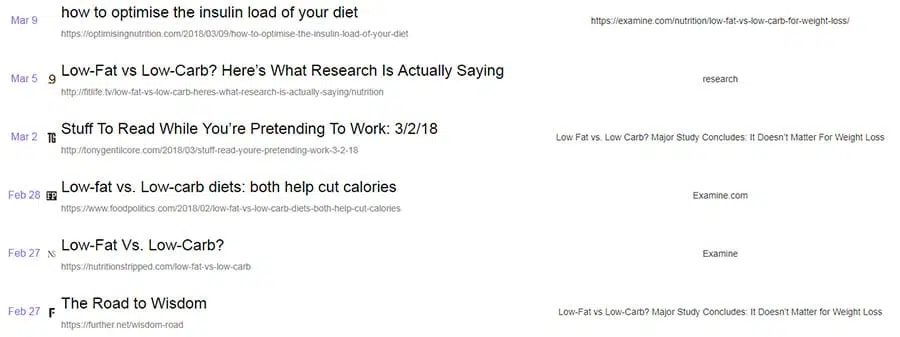 Mar 9
how to optimise the insulin load of your diet
https://optimisingnutrition.com/2018/03/09/how-to-optimise-the-insulin-load-of-your-diet
https://examine.com/nutrition/low-fat-vs-low-carb-for-weight-loss/
Mar 5
9
Low-Fat vs Low-Carb? Here's What Research Is Actually Saying
http://fitlife.tv/low-fat-vs-low-carb-heres-what-research-is-actually-saying/nutrition
research
Mar 2
TG
Stuff To Read While You're Pretending To Work: 3/2/18
http://tonygentilcore.com/2018/03/stuff-read-youre-pretending-work-3-2-18
Low Fat vs. Low Carb? Major Study Concludes: It Doesn't Matter For Weight Loss
Feb 28
FP
Low-fat vs. Low-carb diets: both help cut calories
https://www.foodpolitics.com/2018/02/low-fat-vs-low-carb-diets-both-help-cut-calories
Examine.com
Feb 27
NS
Low-Fat Vs. Low-Carb?
https://nutritionstripped.com/low-fat-vs-low-carb
Examine
Feb 27
F
The Road to Wisdom
https://further.net/wisdom-road
Low-Fat vs Low-Carb? Major Study Concludes: It Doesn't Matter for Weight Loss